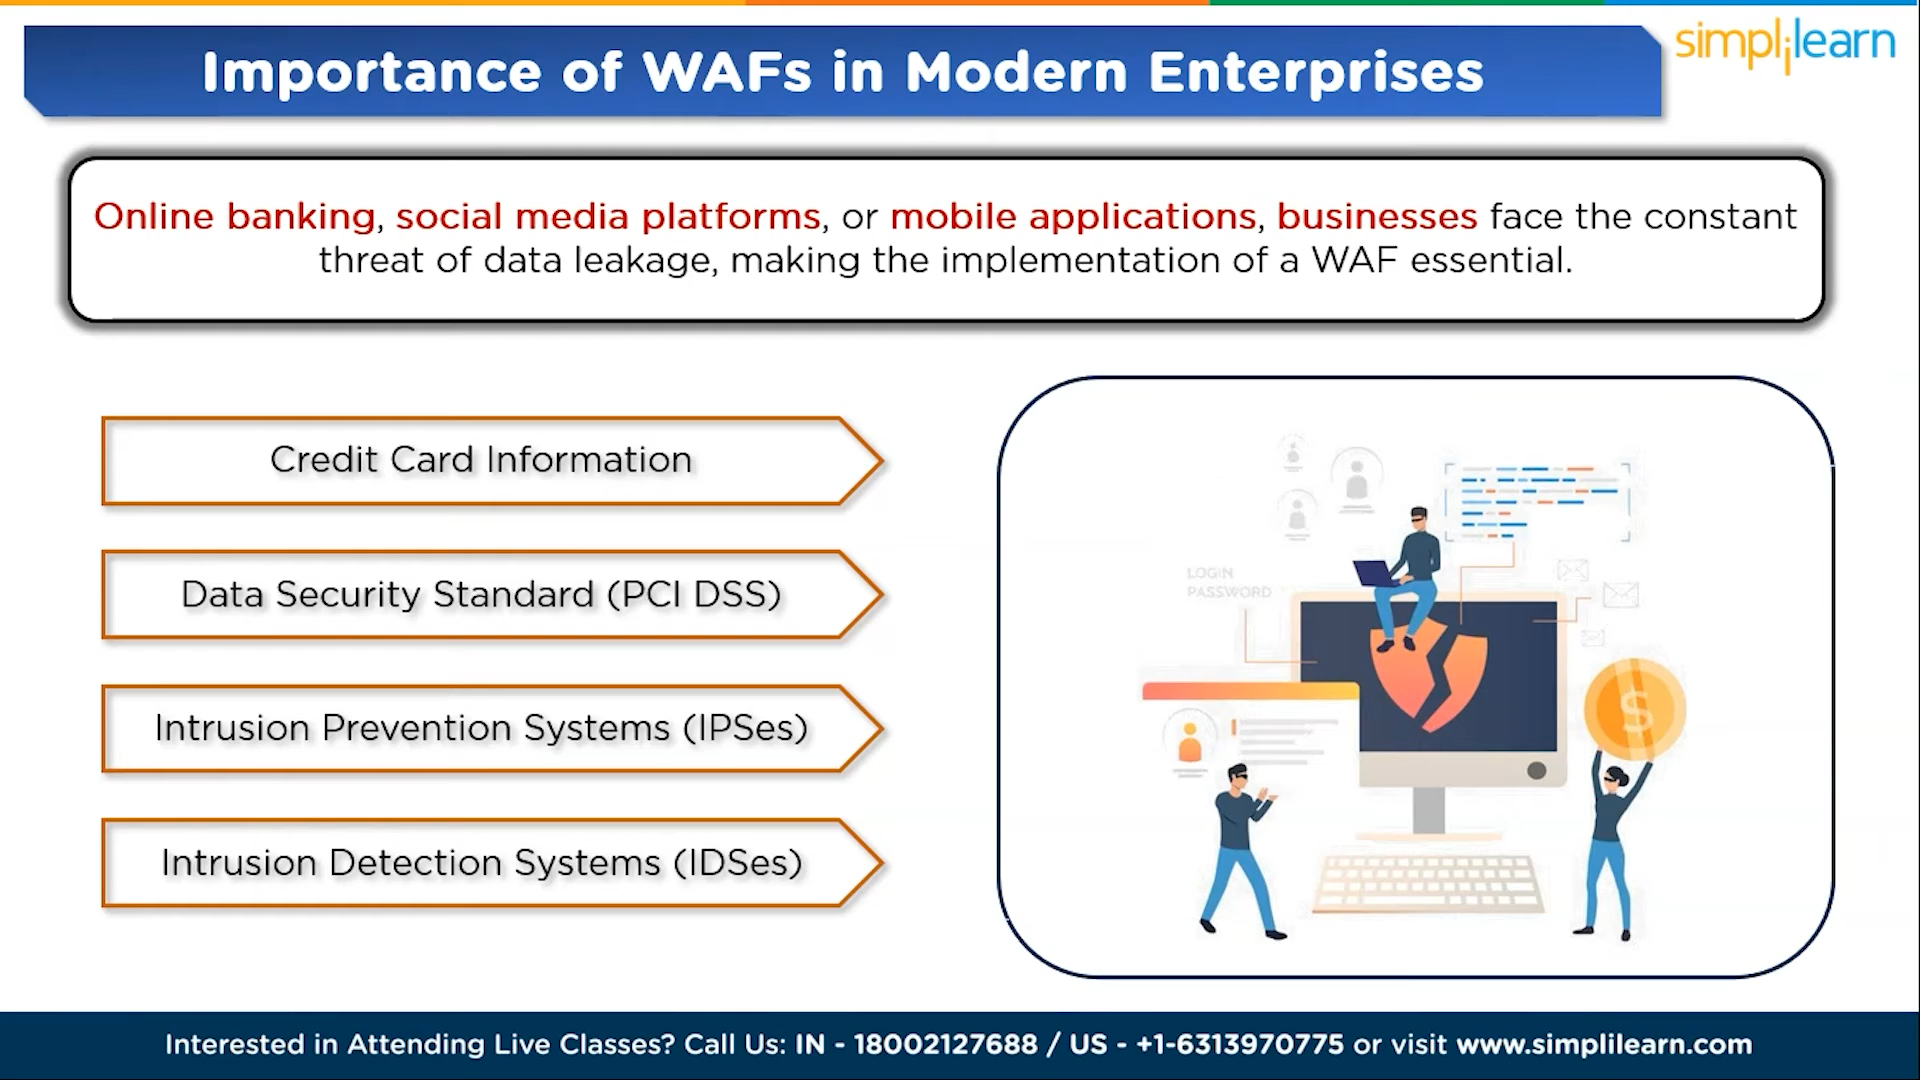 Importance of WAFs in Modern Enterprises
simplilearn
Online banking, social media platforms, or mobile applications, businesses face the constant
threat of data leakage, making the implementation of a WAF essential.
Credit Card Information
Data Security Standard (PCI DSS)
Intrusion Prevention Systems (IPSes)
Intrusion Detection Systems (IDSes)
LOGIN
PASSWORD
S
Interested in Attending Live Classes? Call Us: IN - 18002127688 / US - +1-6313970775 or visit www.simplilearn.com